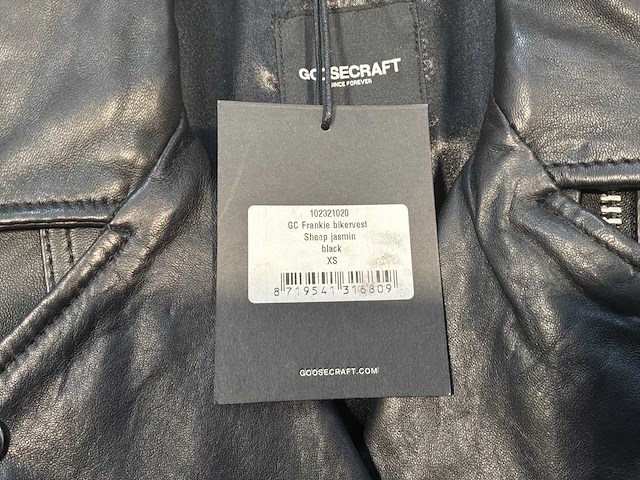 GOOSECRAFT
SINCE FOREVER
102321020
GC Frankie bikervest
Sheep jasmin
black
XS
8 719541 316809
GOOSECRAFT.COM